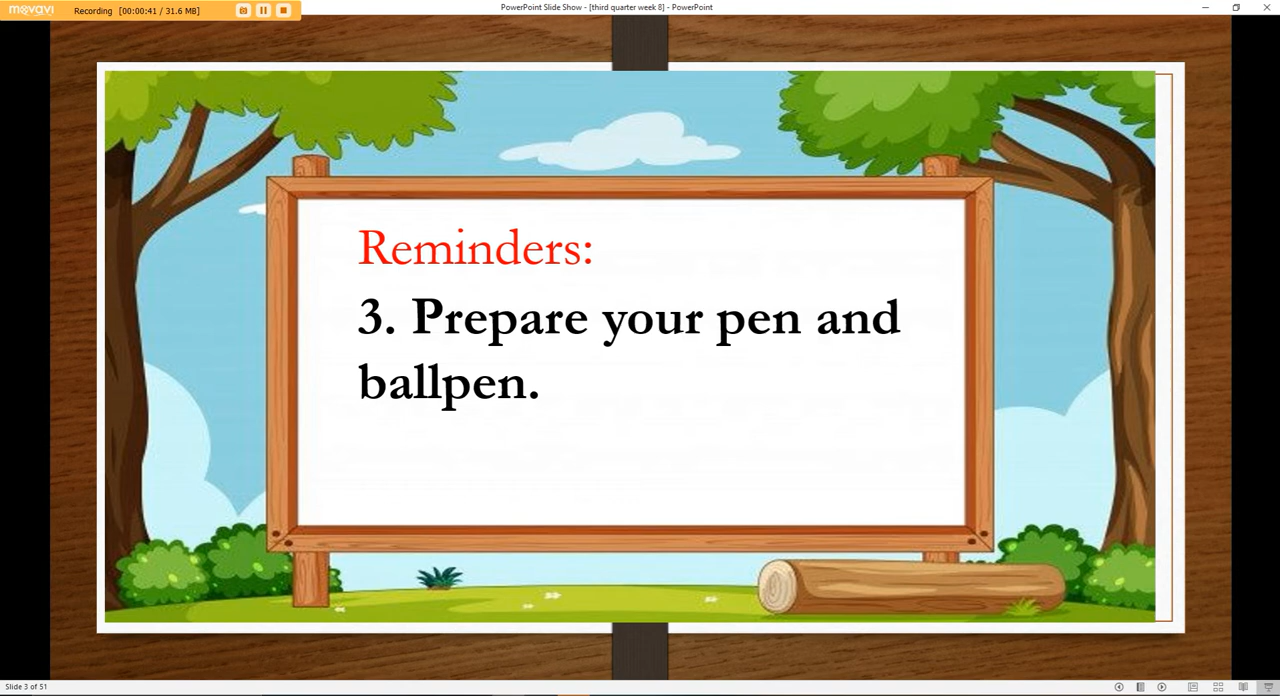 movavi Recording [00:00:41 / 31.6 MB]
PowerPoint Slide Show - [third quarter week 8] - PowerPoint
Reminders:
3. Prepare your pen and
ballpen.
Slide 3 of 51